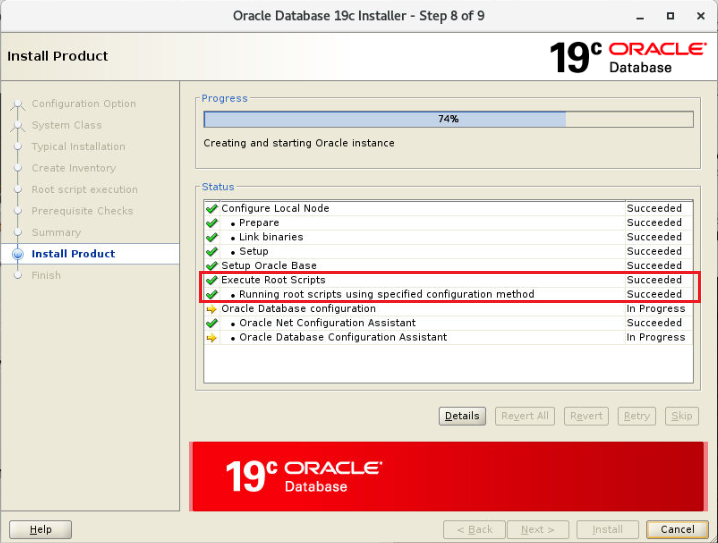 Oracle Database 19c Installer - Step 8 of 9
Install Product
19c ORACLE
Database
Configuration Option
System Class
Typical Installation
Create Inventory
Root script execution
Prerequisite Checks
Summary
Install Product
Finish
Progress
74%
Creating and starting Oracle instance
Status
Configure Local Node Succeeded
• Prepare Succeeded
• Link binaries Succeeded
• Setup Succeeded
Setup Oracle Base Succeeded
Execute Root Scripts Succeeded
• Running root scripts using specified configuration method Succeeded
Oracle Database configuration In Progress
• Oracle Net Configuration Assistant Succeeded
• Oracle Database Configuration Assistant In Progress
Details Revert All Revert Retry Skip
19c ORACLE
Database
Help < Back Next > Install Cancel